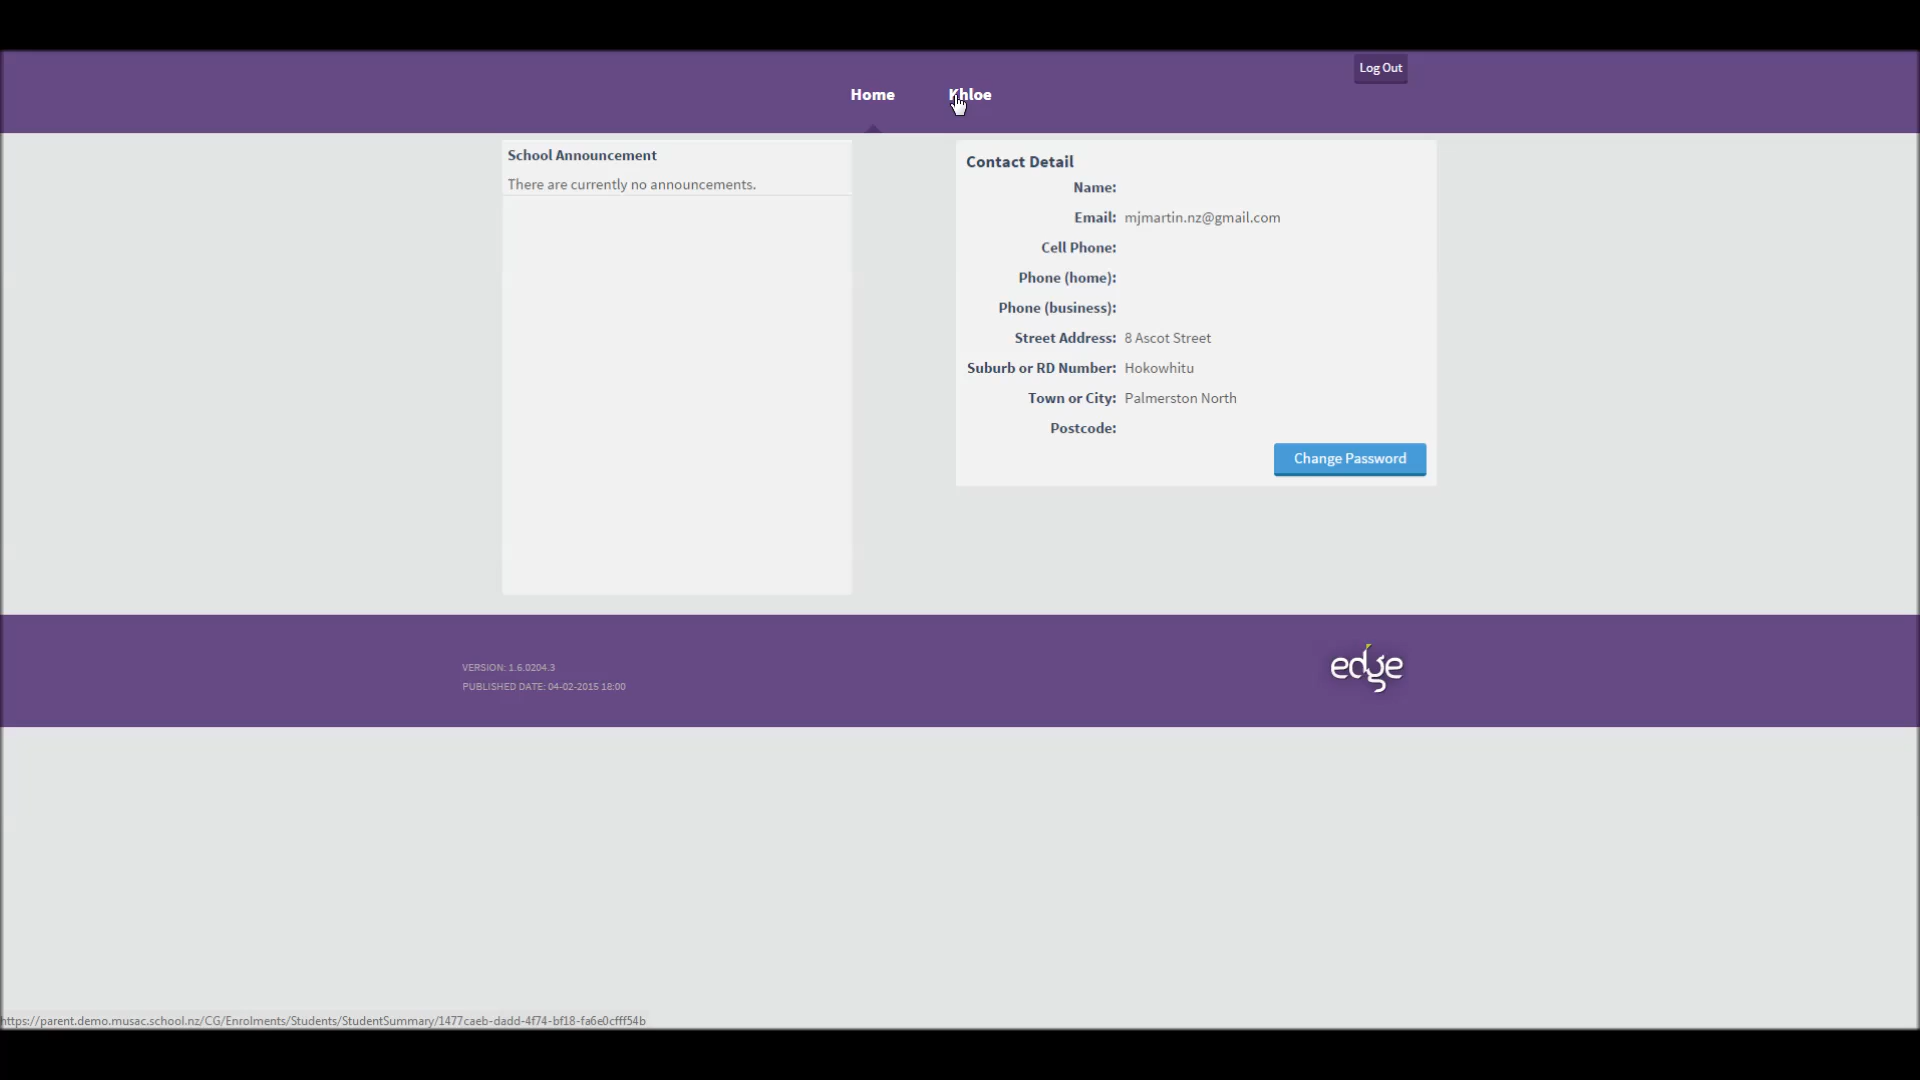 Log Out
Home Khloe
School Announcement
There are currently no announcements.
Contact Detail
Name:
Email: mjmartin.nz@gmail.com
Cell Phone:
Phone (home):
Phone (business):
Street Address: 8 Ascot Street
Suburb or RD Number: Hokowhitu
Town or City: Palmerston North
Postcode:
Change Password
VERSION: 1.6.0204.3
PUBLISHED DATE: 04-02-2015 18:00
edge
https://parent.demo.musac.school.nz/CG/Enrolments/Students/StudentSummary/1477caeb-dadd-4f74-bf18-fa6e0cfff54b